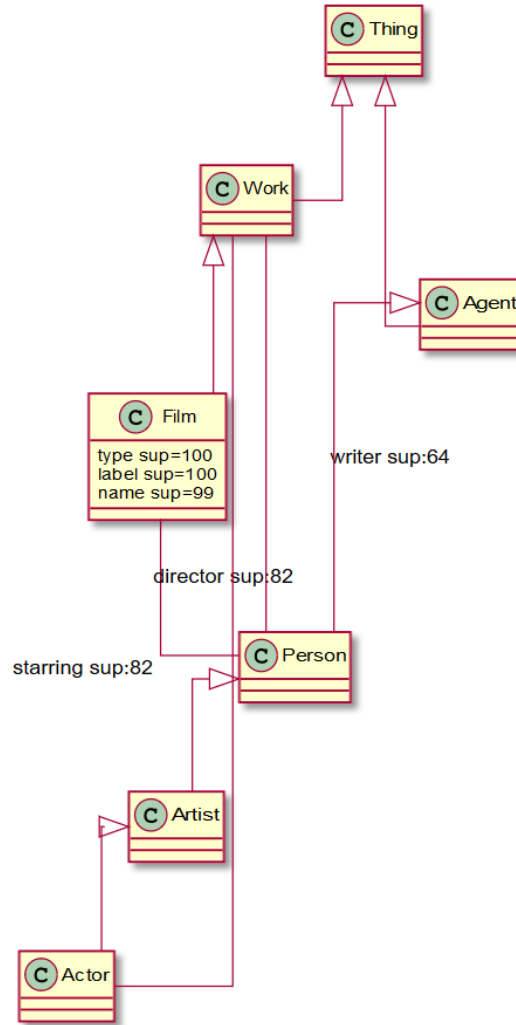 C Thing
C Work
C Agent
C Film
type sup=100
label sup=100
name sup=99
writer sup:64
director sup:82
C Person
starring sup:82
C Artist
C Actor